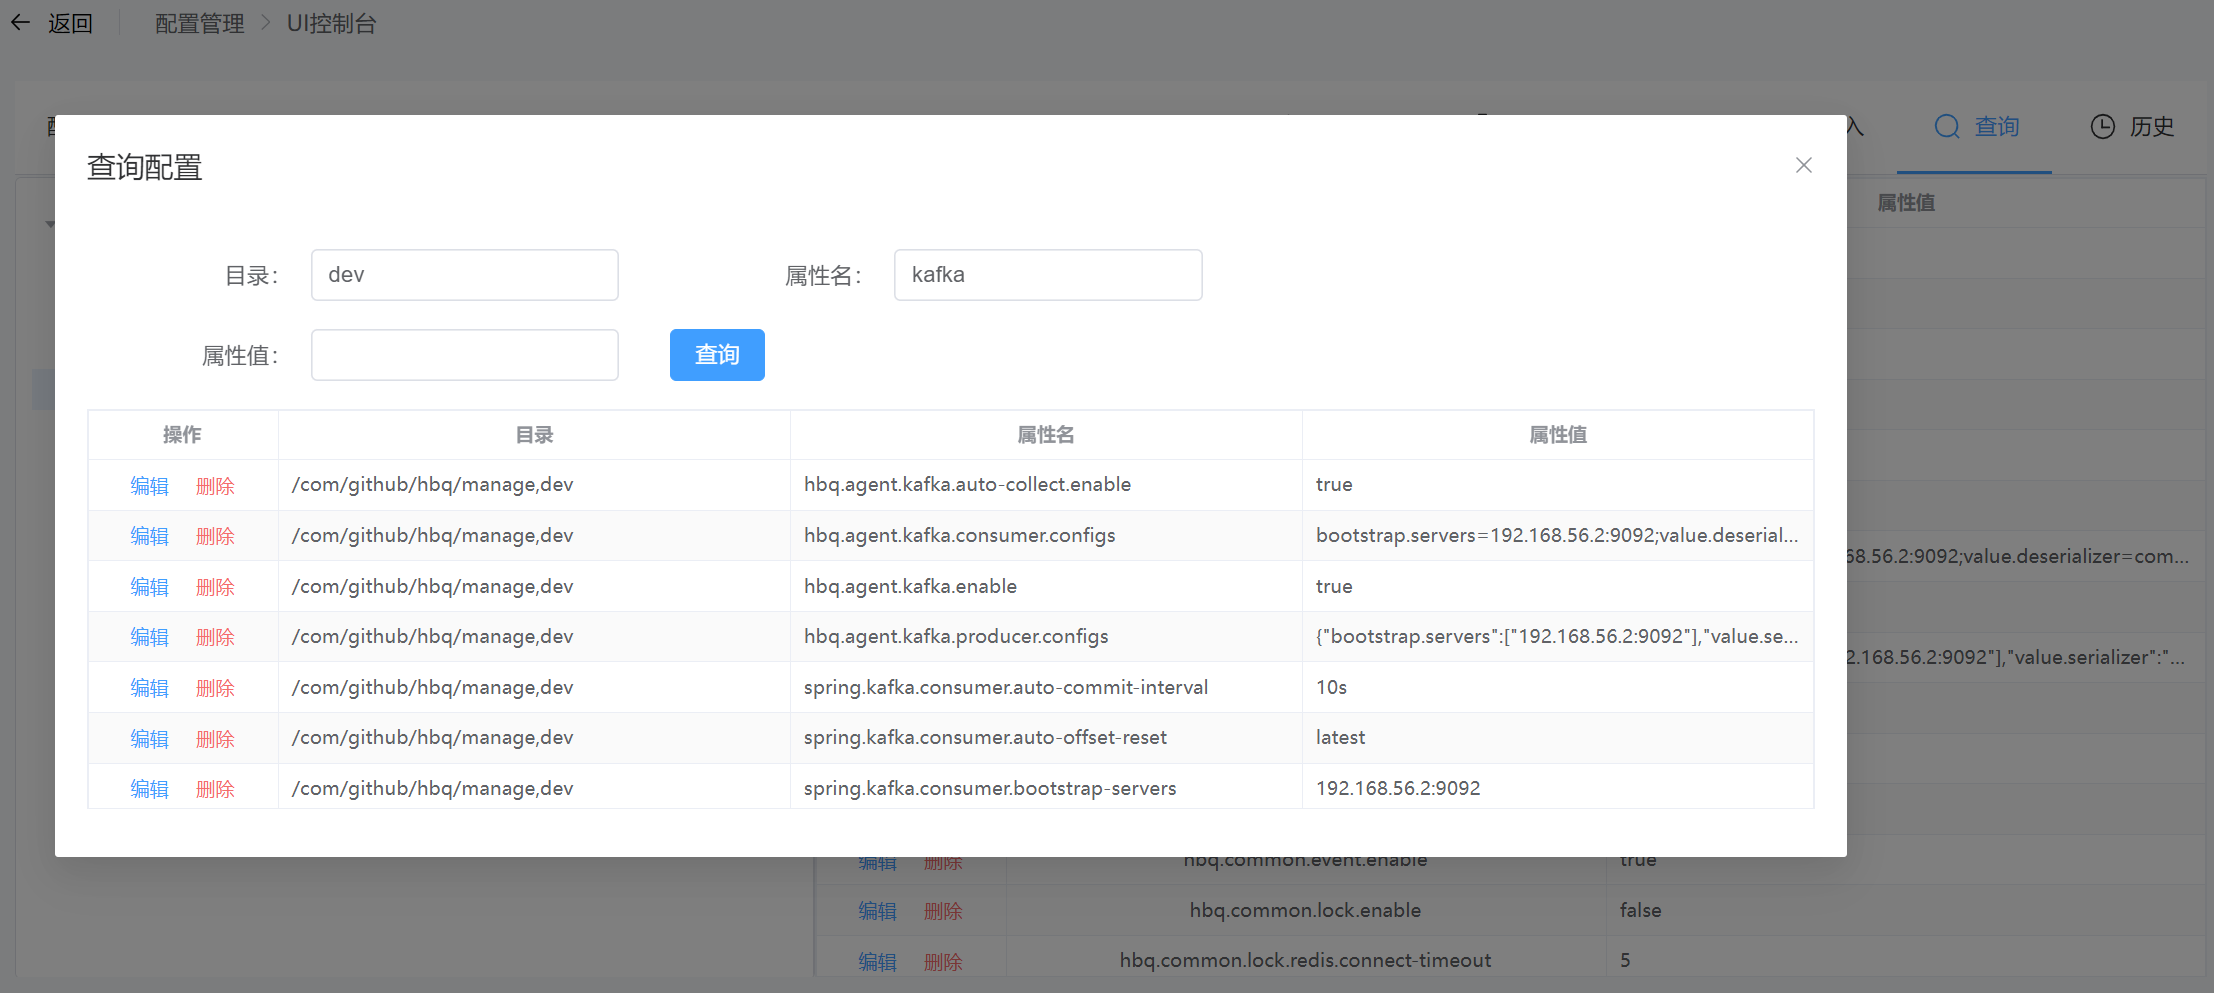 返回 配置管理 UI控制台
入 查询 历史
查询配置
属性值
目录： dev 属性名： kafka
属性值： 查询
操作 目录 属性名 属性值
编辑 删除 /com/github/hbq/manage,dev hbq.agent.kafka.auto-collect.enable true
编辑 删除 /com/github/hbq/manage,dev hbq.agent.kafka.consumer.configs bootstrap.servers=192.168.56.2:9092;value.deserial...
68.56.2:9092;value.deserializer=com...
编辑 删除 /com/github/hbq/manage,dev hbq.agent.kafka.enable true
编辑 删除 /com/github/hbq/manage,dev hbq.agent.kafka.producer.configs {"bootstrap.servers":["192.168.56.2:9092"],"value.se...
2.168.56.2:9092"],"value.serializer":"...
编辑 删除 /com/github/hbq/manage,dev spring.kafka.consumer.auto-commit-interval 10s
编辑 删除 /com/github/hbq/manage,dev spring.kafka.consumer.auto-offset-reset latest
编辑 删除 /com/github/hbq/manage,dev spring.kafka.consumer.bootstrap-servers 192.168.56.2:9092
编辑 删除 hbq.common.event.enable true
编辑 删除 hbq.common.lock.enable false
编辑 删除 hbq.common.lock.redis.connect-timeout 5